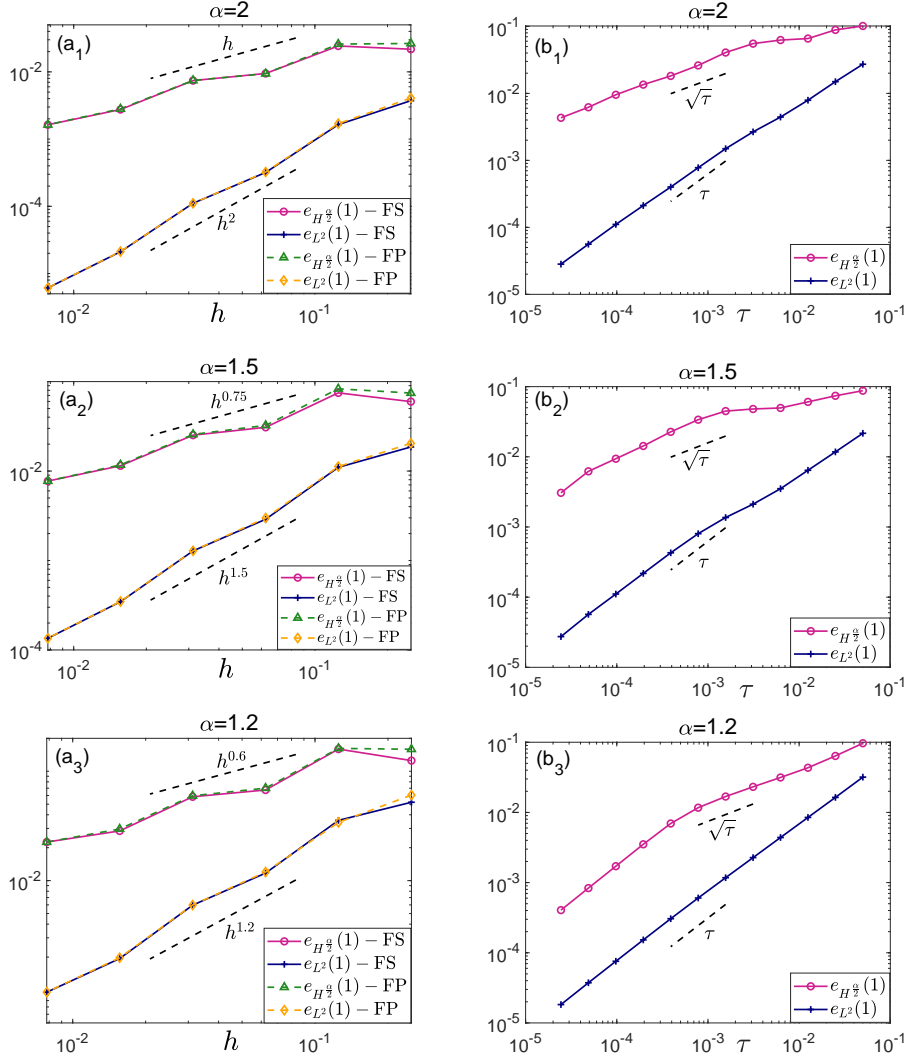 α=2
(a₁)
h
10⁻²
10⁻⁴
h²
e_{H^{α/2}}(1) − FS
e_{L²}(1) − FS
e_{H^{α/2}}(1) − FP
e_{L²}(1) − FP
10⁻² 10⁻¹
h
α=2
(b₁)
10⁻¹
10⁻²
10⁻³
10⁻⁴
10⁻⁵
√τ
τ
e_{H^{α/2}}(1)
e_{L²}(1)
10⁻⁵ 10⁻⁴ 10⁻³ 10⁻² 10⁻¹
τ
α=1.5
(a₂)
h^{0.75}
10⁻²
10⁻⁴
h^{1.5}
e_{H^{α/2}}(1) − FS
e_{L²}(1) − FS
e_{H^{α/2}}(1) − FP
e_{L²}(1) − FP
10⁻² 10⁻¹
h
α=1.5
(b₂)
10⁻¹
10⁻²
10⁻³
10⁻⁴
10⁻⁵
√τ
τ
e_{H^{α/2}}(1)
e_{L²}(1)
10⁻⁵ 10⁻⁴ 10⁻³ 10⁻² 10⁻¹
τ
α=1.2
(a₃)
h^{0.6}
10⁻²
h^{1.2}
e_{H^{α/2}}(1) − FS
e_{L²}(1) − FS
e_{H^{α/2}}(1) − FP
e_{L²}(1) − FP
10⁻² 10⁻¹
h
α=1.2
(b₃)
10⁻¹
10⁻²
10⁻³
10⁻⁴
10⁻⁵
√τ
τ
e_{H^{α/2}}(1)
e_{L²}(1)
10⁻⁵ 10⁻⁴ 10⁻³ 10⁻² 10⁻¹
τ